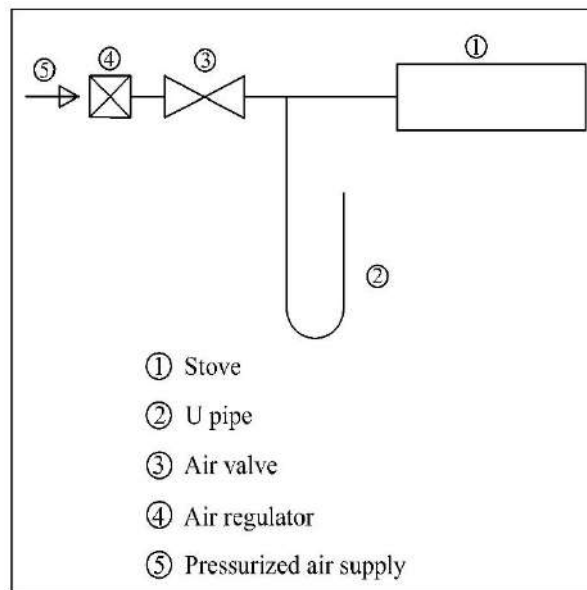 ①
④
③
⑤
②
① Stove
② U pipe
③ Air valve
④ Air regulator
⑤ Pressurized air supply